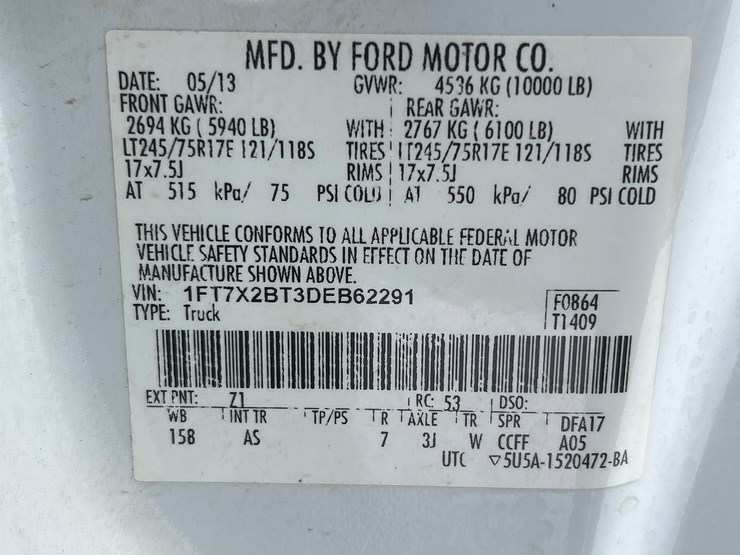 MFD. BY FORD MOTOR CO.
DATE: 05/13 GVWR: 4536 KG (10000 LB)
FRONT GAWR: REAR GAWR:
2694 KG ( 5940 LB) WITH 2767 KG ( 6100 LB) WITH
LT245/75R17E 121/118S TIRES LT245/75R17E 121/118S TIRES
17x7.5J RIMS 17x7.5J RIMS
AT 515 kPa/ 75 PSI COLD AT 550 kPa/ 80 PSI COLD
THIS VEHICLE CONFORMS TO ALL APPLICABLE FEDERAL MOTOR
VEHICLE SAFETY STANDARDS IN EFFECT ON THE DATE OF
MANUFACTURE SHOWN ABOVE.
VIN: 1FT7X2BT3DEB62291 F0864
TYPE: Truck T1409
EXT PNT: Z1 RC: 53 DSO:
WB INT TR TP/PS R AXLE TR SPR DFA17
158 AS 7 3J W CCFF A05
UTC ▽5U5A-1520472-BA